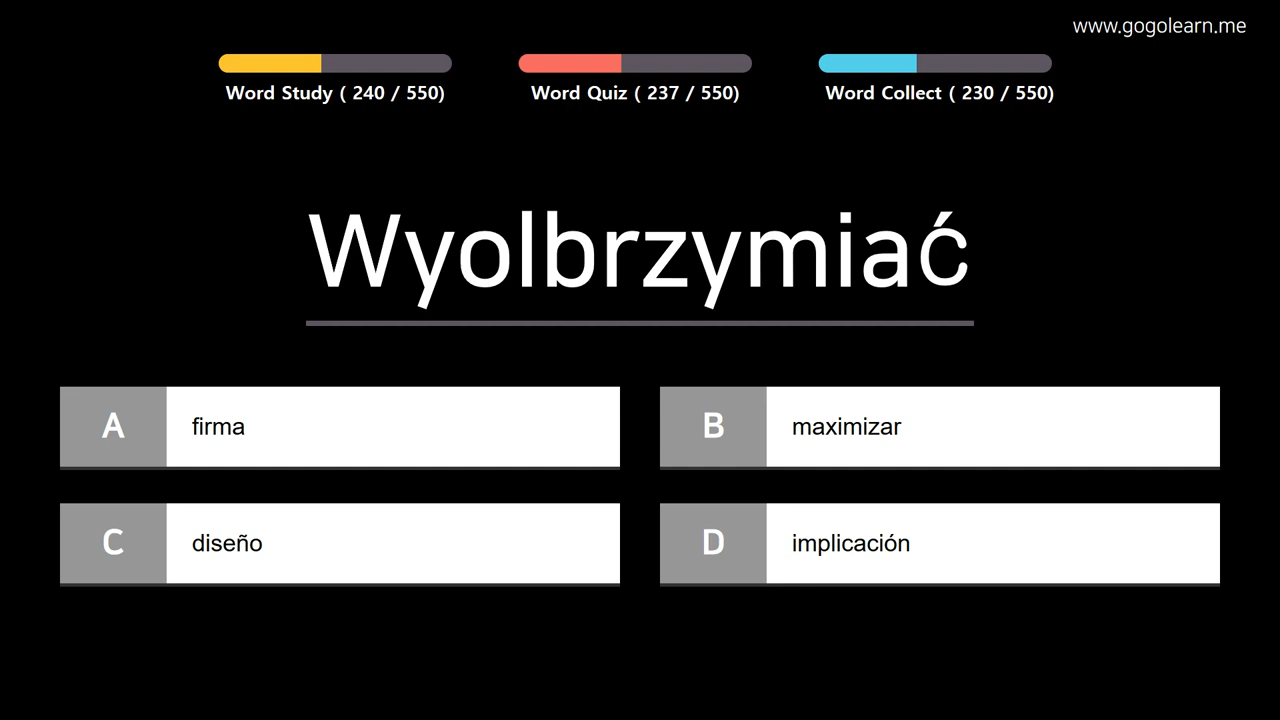 www.gogolearn.me
Word Study ( 240 / 550)
Word Quiz ( 237 / 550)
Word Collect ( 230 / 550)
Wyolbrzymiać
A firma
B maximizar
C diseño
D implicación